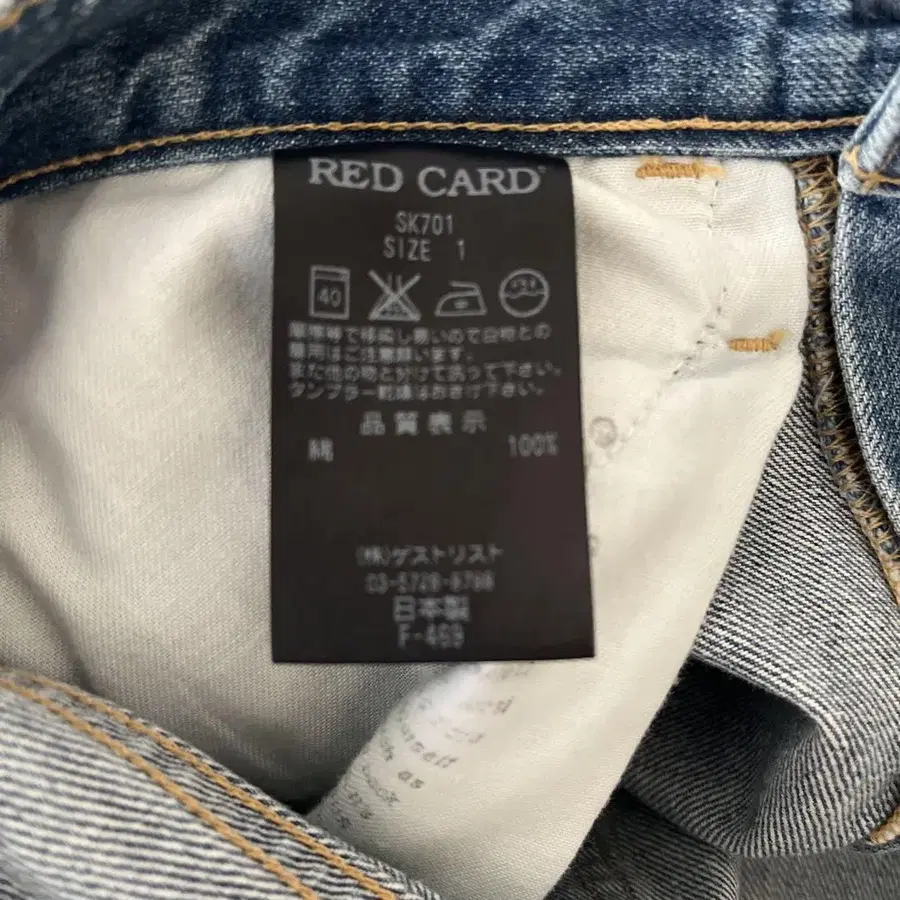 RED CARD
SK701
SIZE 1
40
摩擦等で移染し易いので白物との
着用はご注意願います。
また他の物と分けて洗って下さい。
タンブラー乾燥はおさけ下さい。
品質表示
綿 100%
(株)ゲストリスト
03-5728-8788
日本製
F-469
as